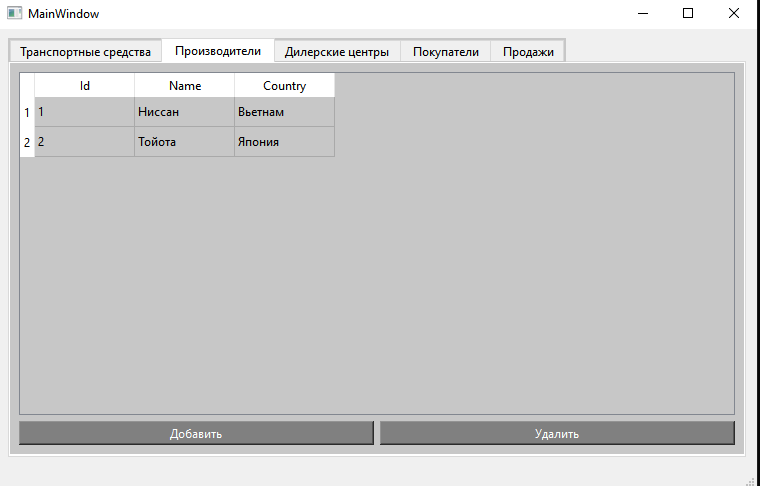 MainWindow
Транспортные средства Производители Дилерские центры Покупатели Продажи
Id Name Country
1 1 Ниссан Вьетнам
2 2 Тойота Япония
Добавить Удалить